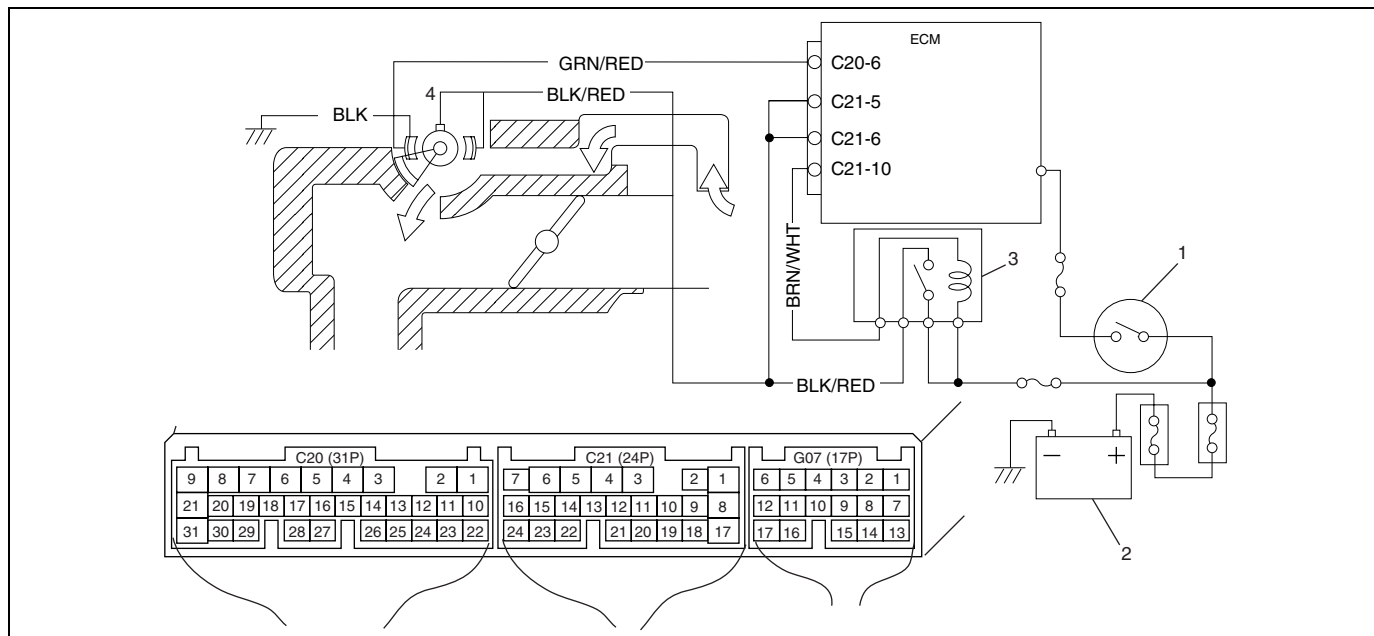 ECM
GRN/RED
C20-6
4
BLK/RED
C21-5
BLK
C21-6
C21-10
BRN/WHT
3
1
BLK/RED
2
C20 (31P)
9 8 7 6 5 4 3 2 1
21 20 19 18 17 16 15 14 13 12 11 10
31 30 29 28 27 26 25 24 23 22
C21 (24P)
7 6 5 4 3 2 1
16 15 14 13 12 11 10 9 8
24 23 22 21 20 19 18 17
G07 (17P)
6 5 4 3 2 1
12 11 10 9 8 7
17 16 15 14 13
− +